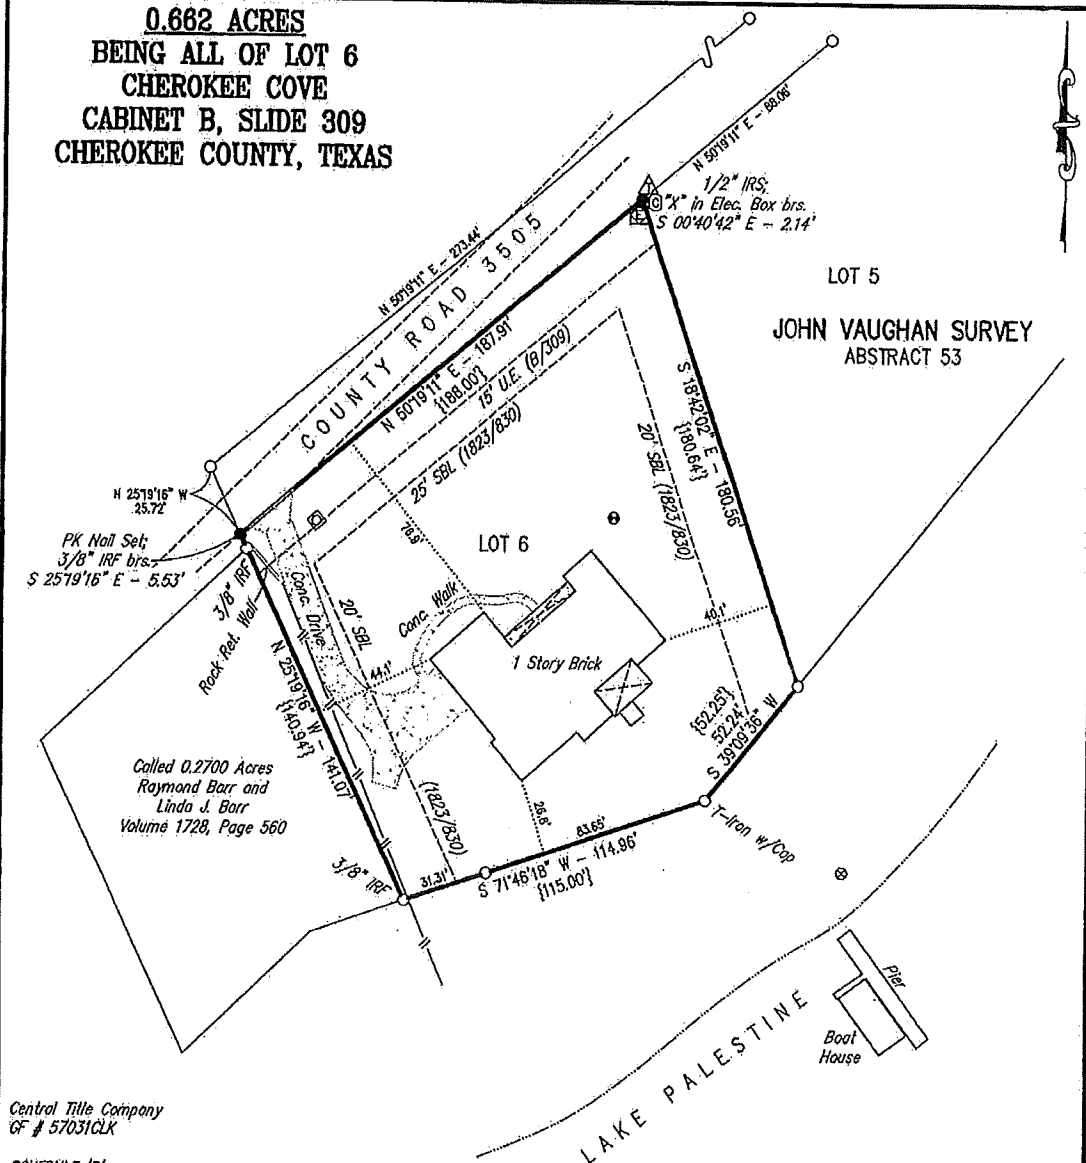 0.662 ACRES
BEING ALL OF LOT 6
CHEROKEE COVE
CABINET B, SLIDE 309
CHEROKEE COUNTY, TEXAS
N 50°19'11" E - 88.06'
1/2" IRS;
"X" in Elec. Box brs.
S 00°40'42" E - 2.14'
T
C
E
N 50°19'11" E - 273.44'
COUNTY ROAD 3505
LOT 5
JOHN VAUGHAN SURVEY
ABSTRACT 53
N 50°19'11" E - 187.91'
{188.00'}
15' U.E (B/309)
25' SBL (1823/830)
S 18°42'02" E - 180.56'
{180.64'}
20' SBL (1823/830)
N 25°19'16" W
25.72'
PK Nail Set;
3/8" IRF brs.
S 25°19'16" E - 5.53'
3/8" IRF
Rock Ret. Wall
Conc. Drive
20' SBL
76.9'
LOT 6
Conc. Walk
1 Story Brick
40.1'
44.1'
N 25°19'16" W - 141.07'
{140.94'}
{52.25'}
52.24'
S 39°09'36" W
Called 0.2700 Acres
Raymond Barr and
Linda J. Barr
Volume 1728, Page 560
(1823/830)
26.8'
83.65'
T-Iron w/Cap
3/8" IRF
31.31'
S 71°46'18" W - 114.96'
{115.00'}
Pier
Boat
House
LAKE PALESTINE
Central Title Company
GF # 57031CLK